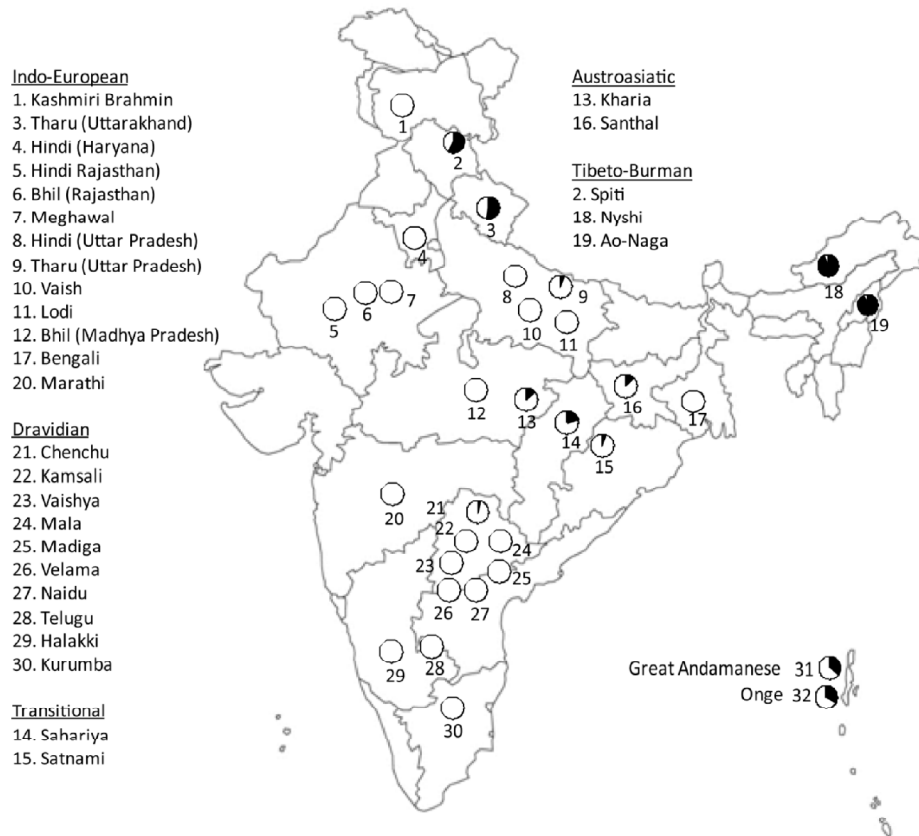 Indo-European
1. Kashmiri Brahmin
3. Tharu (Uttarakhand)
4. Hindi (Haryana)
5. Hindi Rajasthan)
6. Bhil (Rajasthan)
7. Meghawal
8. Hindi (Uttar Pradesh)
9. Tharu (Uttar Pradesh)
10. Vaish
11. Lodi
12. Bhil (Madhya Pradesh)
17. Bengali
20. Marathi
Dravidian
21. Chenchu
22. Kamsali
23. Vaishya
24. Mala
25. Madiga
26. Velama
27. Naidu
28. Telugu
29. Halakki
30. Kurumba
Transitional
14. Sahariya
15. Satnami
Austroasiatic
13. Kharia
16. Santhal
Tibeto-Burman
2. Spiti
18. Nyshi
19. Ao-Naga
1
2
3
4
5
6
7
8
9
10
11
12
13
14
15
16
17
18
19
20
21
22
23
24
25
26
27
28
29
30
Great Andamanese 31
Onge 32